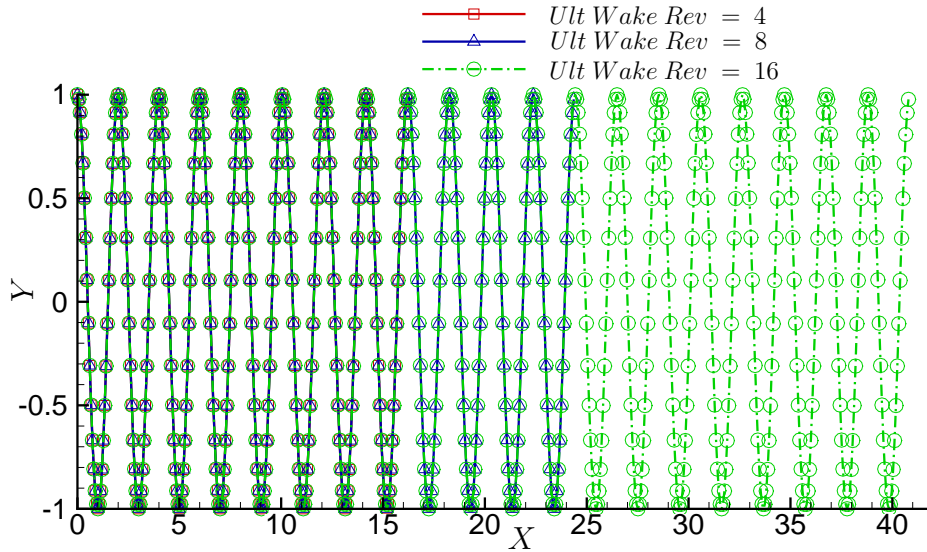 Ult Wake Rev = 4
Ult Wake Rev = 8
Ult Wake Rev = 16
1
0.5
0
-0.5
-1
Y
0 5 10 15 20 25 30 35 40
X